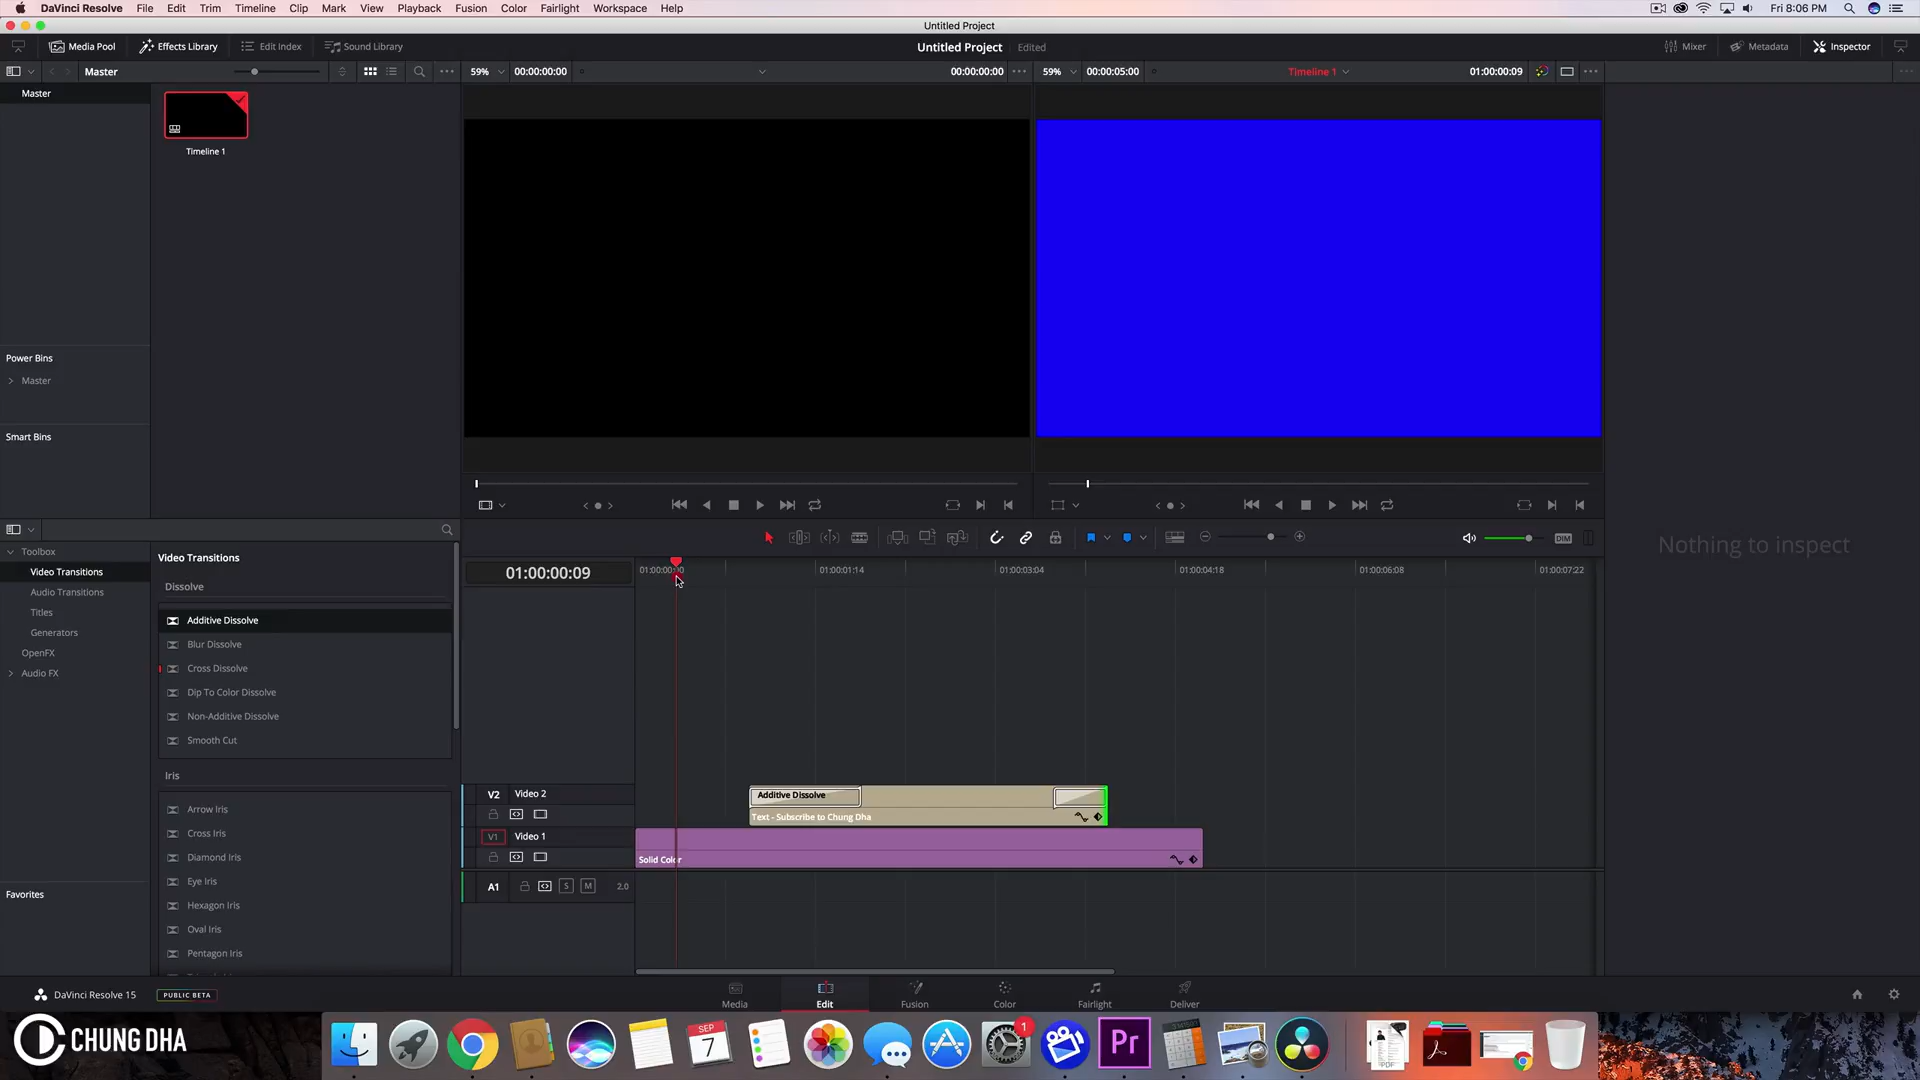 DaVinci Resolve File Edit Trim Timeline Clip Mark View Playback Fusion Color Fairlight Workspace Help Fri 8:06 PM
Untitled Project
Media Pool Effects Library Edit Index Sound Library Untitled Project Edited Mixer Metadata Inspector
Master 59% 00:00:00:00 00:00:00:00 59% 00:00:05:00 Timeline 1 01:00:00:09
Master
Timeline 1
Power Bins
Master
Smart Bins
Toolbox
Video Transitions
Audio Transitions
Titles
Generators
OpenFX
Audio FX
Favorites
Video Transitions
Dissolve
Additive Dissolve
Blur Dissolve
Cross Dissolve
Dip To Color Dissolve
Non-Additive Dissolve
Smooth Cut
Iris
Arrow Iris
Cross Iris
Diamond Iris
Eye Iris
Hexagon Iris
Oval Iris
Pentagon Iris
DIM
Nothing to inspect
01:00:00:09 01:00:00:00 01:00:01:14 01:00:03:04 01:00:04:18 01:00:06:08 01:00:07:22
V2 Video 2
Additive Dissolve
Text - Subscribe to Chung Dha
V1 Video 1
Solid Color
A1 S M 2.0
DaVinci Resolve 15 PUBLIC BETA
Media Edit Fusion Color Fairlight Deliver
CHUNG DHA
SEP
7
1
Pr
PDF